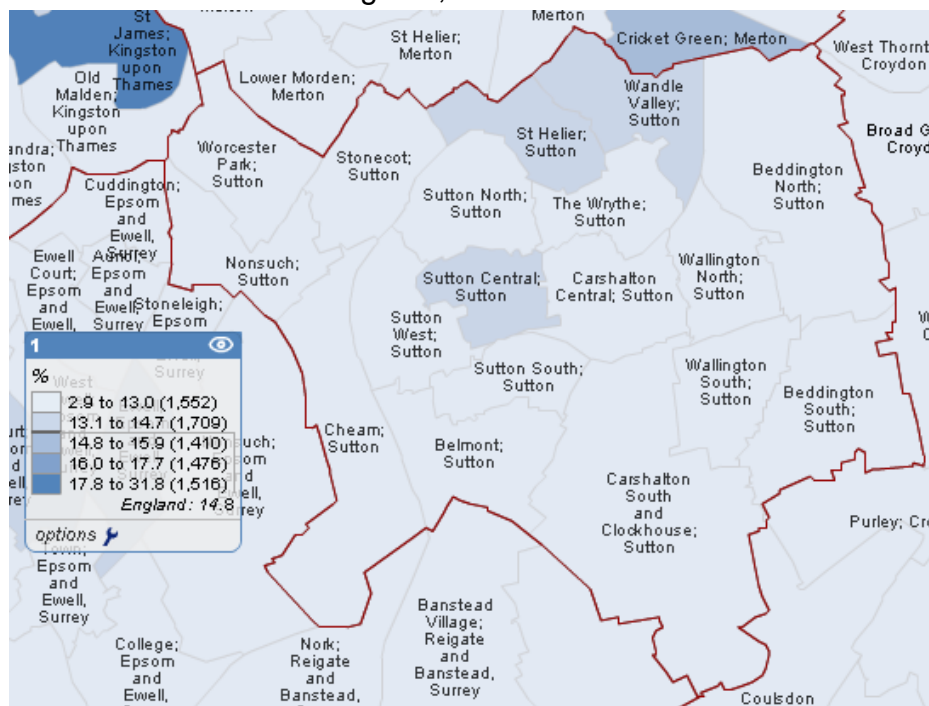 St
James;
Kingston
upon
Thames
Merton
St Helier;
Merton
Merton
Cricket Green; Merton
West Thornt
Croydon
Old
Malden;
Kingston
upon
Thames
Lower Morden;
Merton
Wandle
Valley;
Sutton
andra;
Worcester
Park;
Sutton
Stonecot;
Sutton
St Helier;
Sutton
Broad G
Croyd
Beddington
North;
Sutton
Cuddington;
Epsom
and
Ewell,
Surrey
Sutton North;
Sutton
The Wrythe;
Sutton
Ewell
Court;
Epsom
and
Ewell,
Epsom
and
Ewell,
Surrey
Nonsuch;
Sutton
Sutton Central;
Sutton
Carshalton
Central; Sutton
Wallington
North;
Sutton
Stoneleigh;
Epsom
Surrey
Sutton
West;
Sutton
Sutton South;
Sutton
Wallington
South;
Sutton
Beddington
South;
Sutton
1
%
2.9 to 13.0 (1,552)
13.1 to 14.7 (1,709)
14.8 to 15.9 (1,410)
16.0 to 17.7 (1,476)
17.8 to 31.8 (1,516)
England: 14.8
options
Cheam;
Sutton
Belmont;
Sutton
Carshalton
South
and
Clockhouse;
Sutton
Purley; Cro
Town;
Epsom
and
Ewell,
Surrey
College;
Epsom
and
Ewell,
Nork;
Reigate
and
Banstead,
Banstead
Village;
Reigate
and
Banstead,
Surrey
Coulsdon